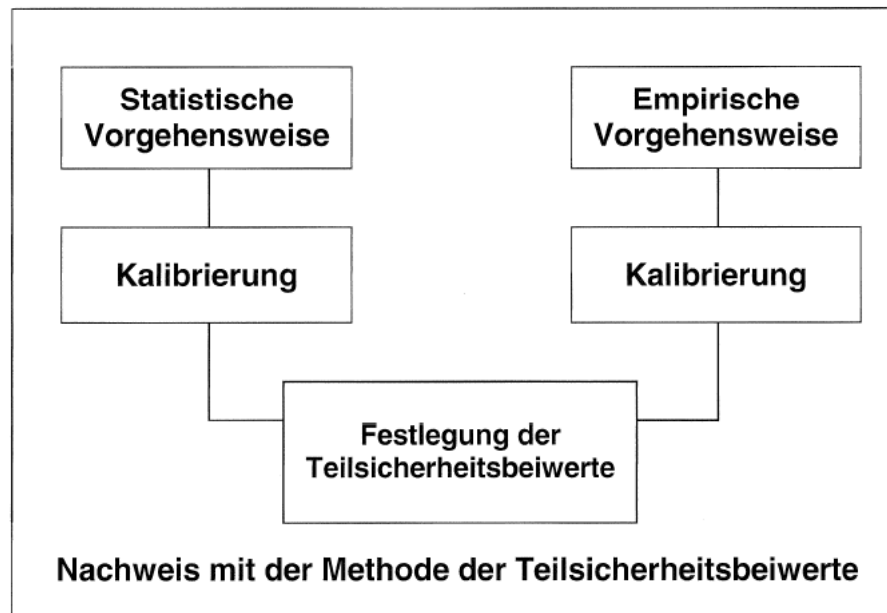 Statistische
Vorgehensweise
Empirische
Vorgehensweise
Kalibrierung
Kalibrierung
Festlegung der
Teilsicherheitsbeiwerte
Nachweis mit der Methode der Teilsicherheitsbeiwerte